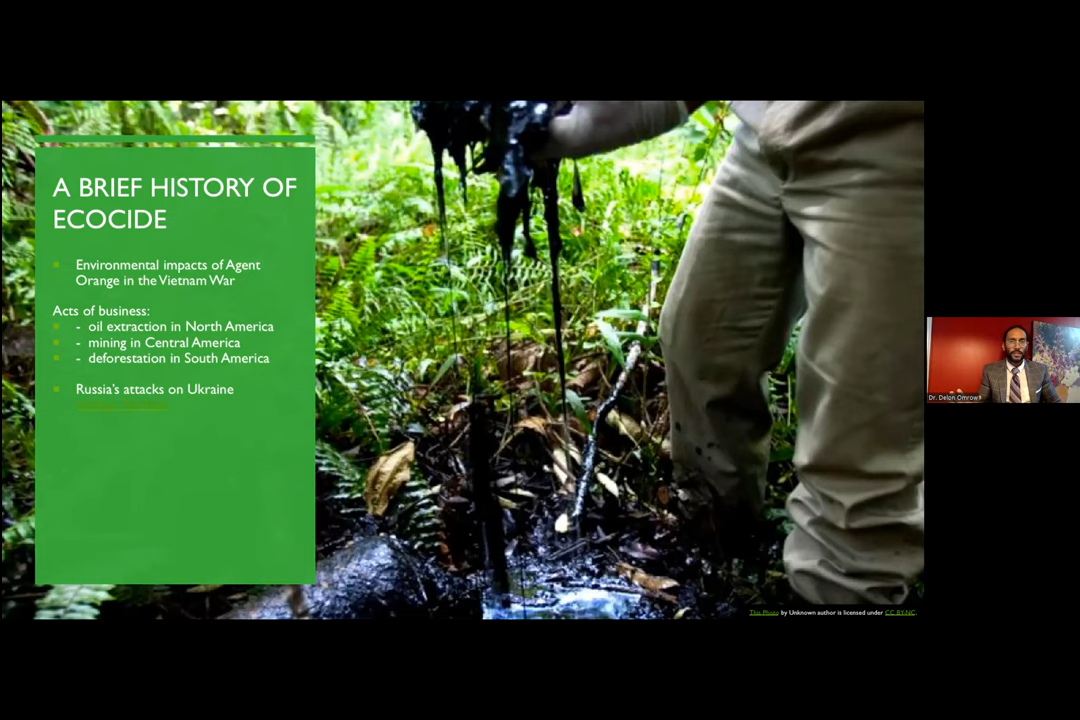 A BRIEF HISTORY OF
ECOCIDE
Environmental impacts of Agent
Orange in the Vietnam War
Acts of business:
- oil extraction in North America
- mining in Central America
- deforestation in South America
Russia's attacks on Ukraine
This Photo by Unknown author is licensed under CC BY-NC.
Dr. Delon Omrow